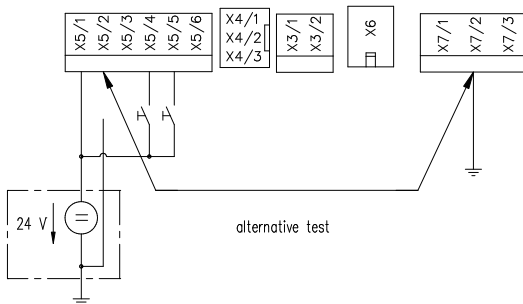 X5/1
X5/2
X5/3
X5/4
X5/5
X5/6
X4/1
X4/2
X4/3
X3/1
X3/2
X6
X7/1
X7/2
X7/3
24 V
alternative test